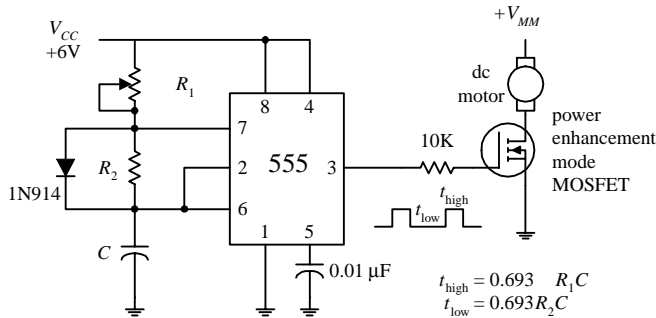 +V_MM
V_CC
+6V
R_1
dc
motor
8
4
7
power
enhancement
mode
MOSFET
10K
R_2
2
555
3
1N914
6
t_high
t_low
C
1
5
0.01 µF
t_high = 0.693 R_1C
t_low = 0.693R_2C